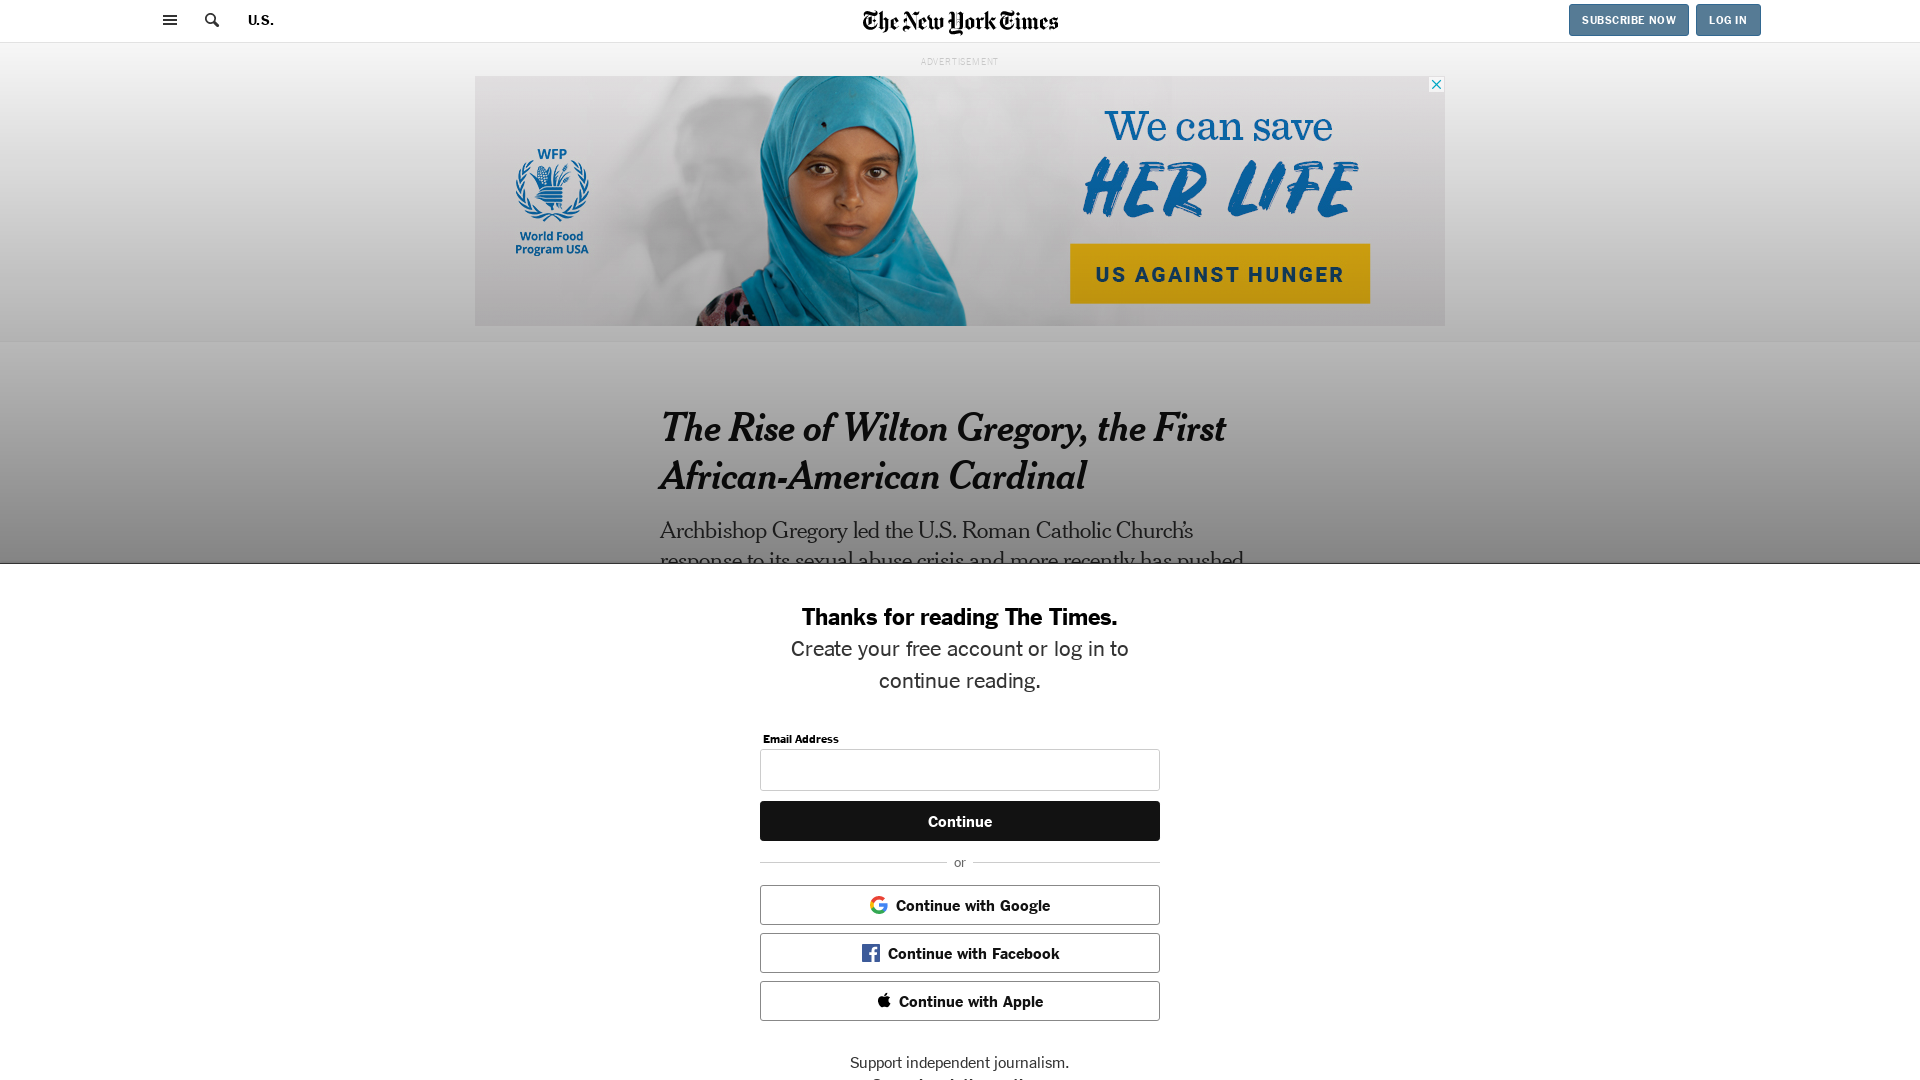 U.S.
The New York Times
SUBSCRIBE NOW
LOG IN
ADVERTISEMENT
WFP
World Food
Program USA
We can save
HER LIFE
US AGAINST HUNGER
The Rise of Wilton Gregory, the First
African-American Cardinal
Archbishop Gregory led the U.S. Roman Catholic Church’s
response to its sexual abuse crisis and more recently has pushed
Thanks for reading The Times.
Create your free account or log in to
continue reading.
Email Address
Continue
or
Continue with Google
Continue with Facebook
Continue with Apple
Support independent journalism.